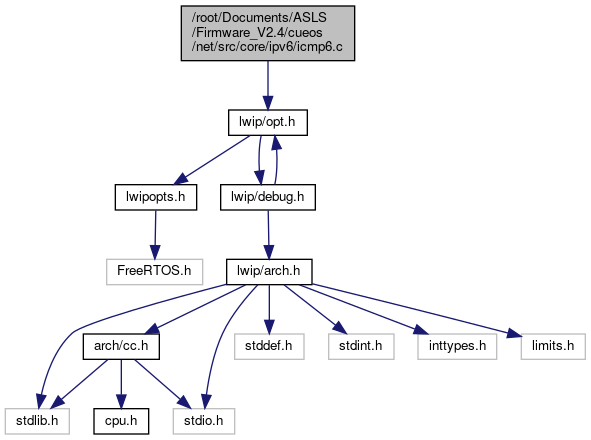 /root/Documents/ASLS
/Firmware_V2.4/cueos
/net/src/core/ipv6/icmp6.c
lwip/opt.h
lwipopts.h
lwip/debug.h
FreeRTOS.h
lwip/arch.h
arch/cc.h
stddef.h
stdint.h
inttypes.h
limits.h
stdlib.h
cpu.h
stdio.h